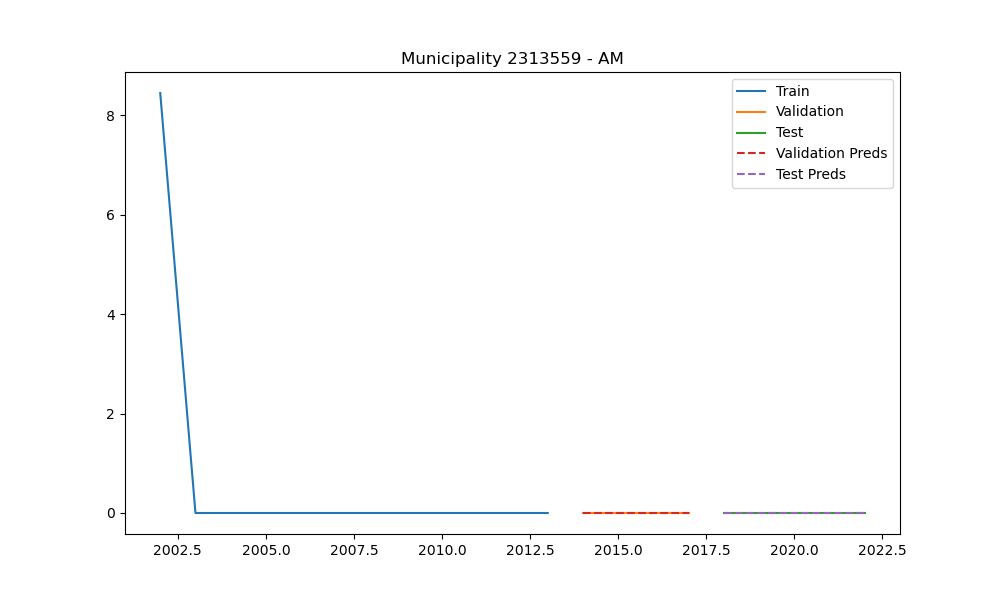 Municipality 2313559 - AM
Train
Validation
Test
Validation Preds
Test Preds
8
6
4
2
0
2002.5 2005.0 2007.5 2010.0 2012.5 2015.0 2017.5 2020.0 2022.5